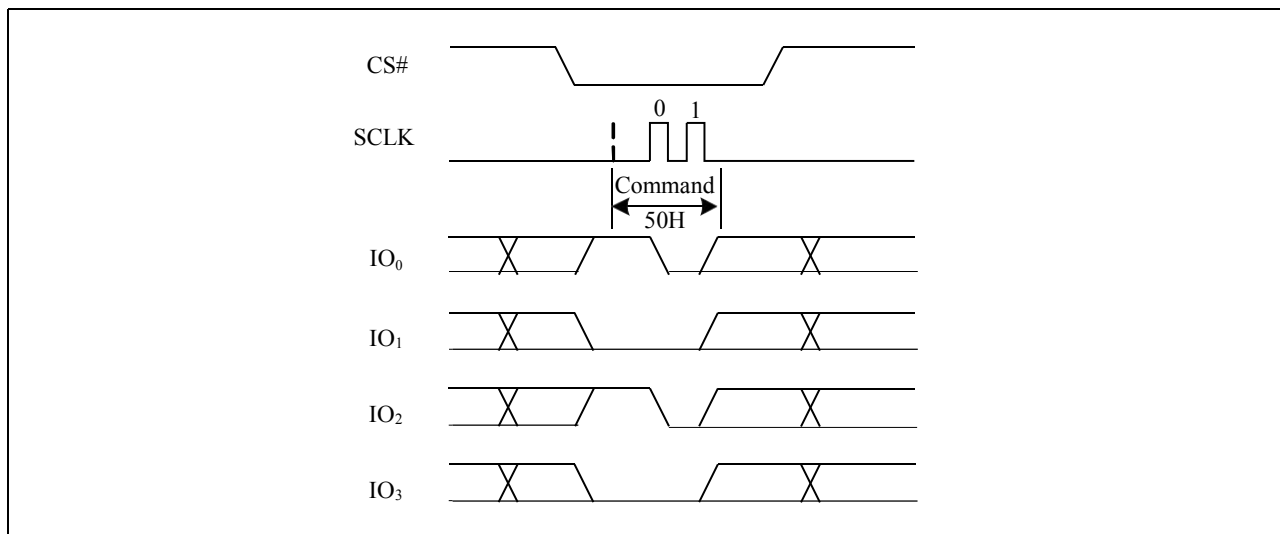 CS#
0 1
SCLK
Command
50H
IO0
IO1
IO2
IO3